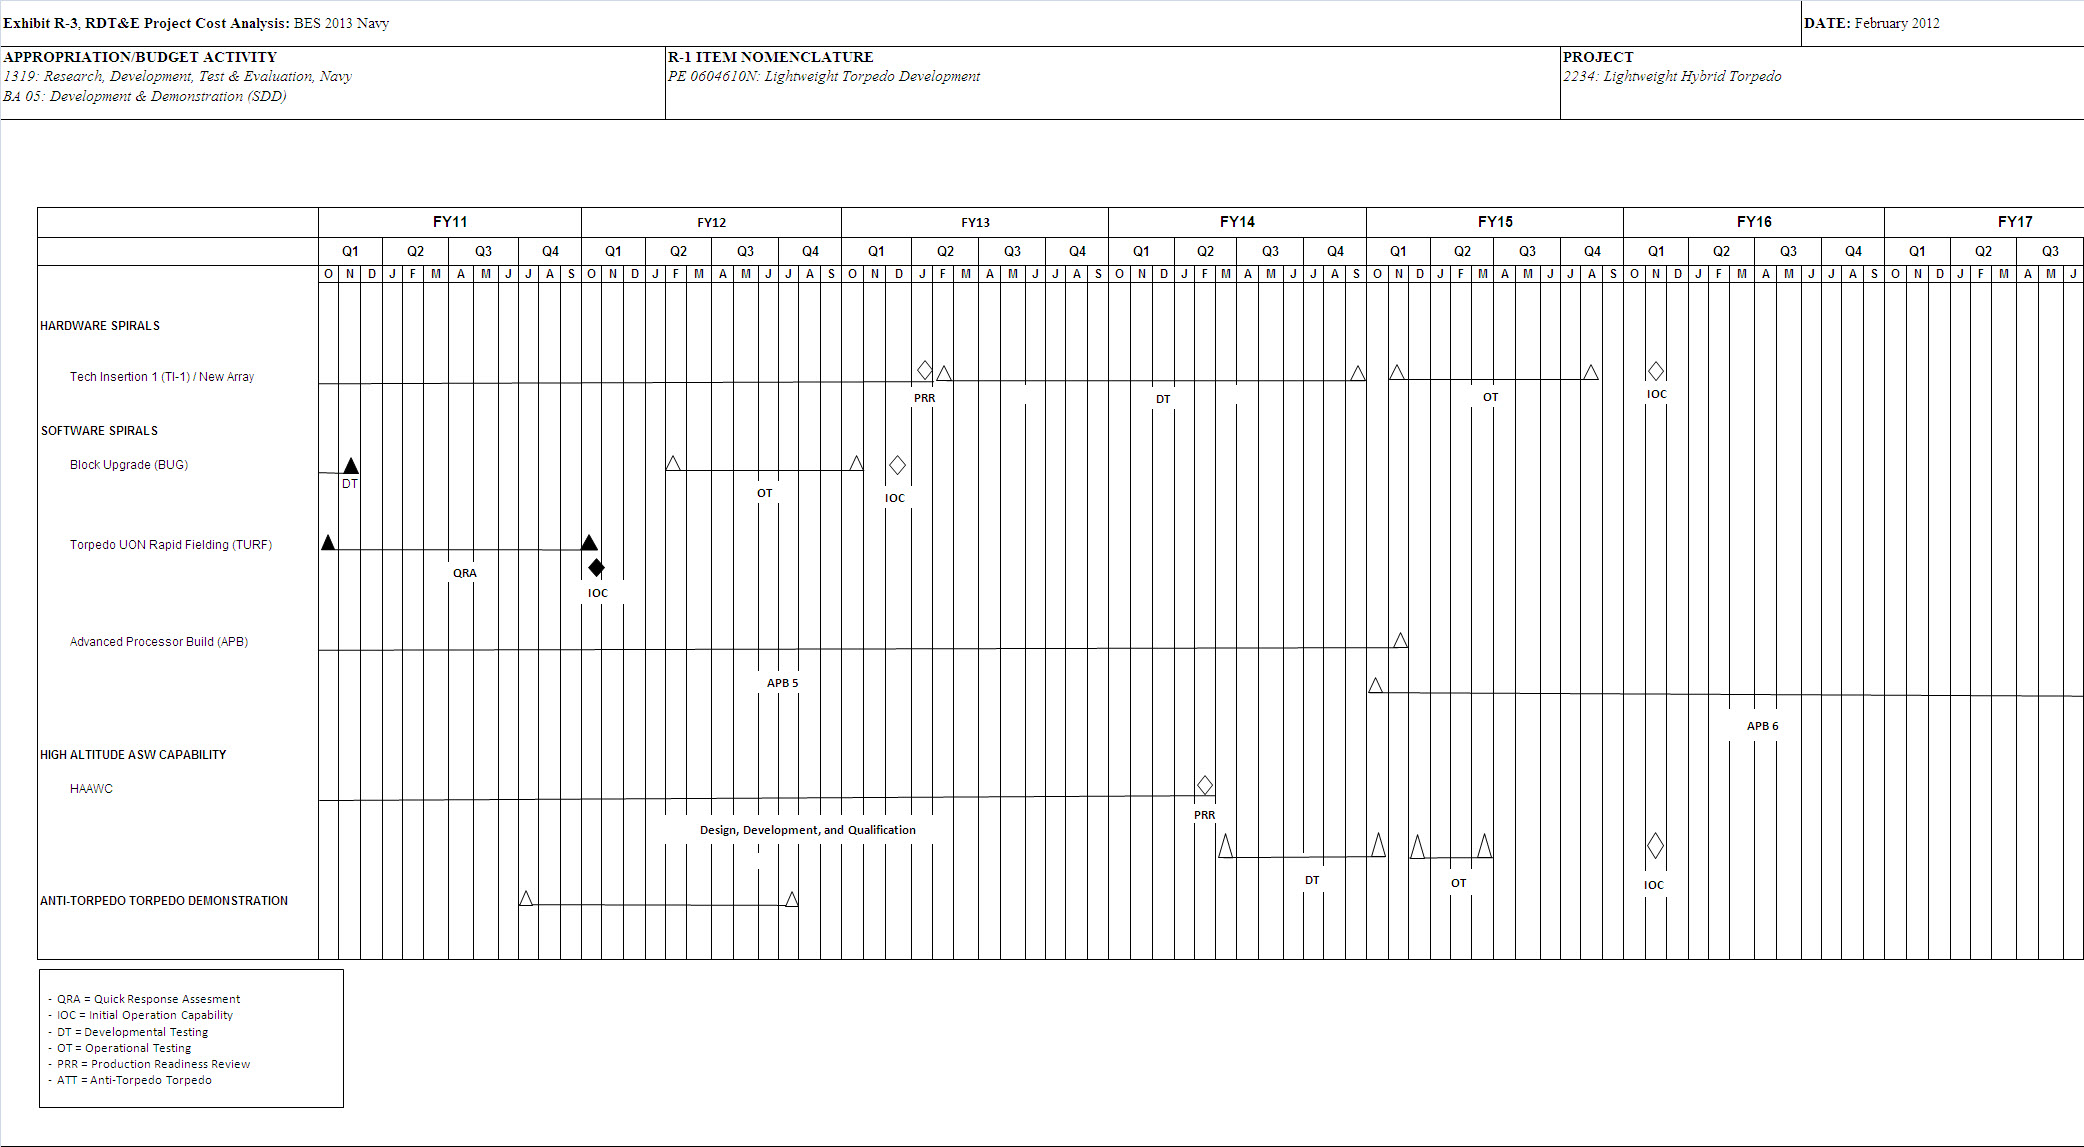 Exhibit R-3, RDT&E Project Cost Analysis: BES 2013 Navy
DATE: February 2012
APPROPRIATION/BUDGET ACTIVITY
1319: Research, Development, Test & Evaluation, Navy
BA 05: Development & Demonstration (SDD)
R-1 ITEM NOMENCLATURE
PE 0604610N: Lightweight Torpedo Development
PROJECT
2234: Lightweight Hybrid Torpedo
FY11 FY12 FY13 FY14 FY15 FY16 FY17
Q1 Q2 Q3 Q4 Q1 Q2 Q3 Q4 Q1 Q2 Q3 Q4 Q1 Q2 Q3 Q4 Q1 Q2 Q3 Q4 Q1 Q2 Q3 Q4 Q1 Q2 Q3
O N D J F M A M J J A S O N D J F M A M J J A S O N D J F M A M J J A S O N D J F M A M J J A S O N D J F M A M J J A S O N D J F M A M J J A S O N D J F M A M J
HARDWARE SPIRALS
Tech Insertion 1 (TI-1) / New Array
PRR DT OT IOC
SOFTWARE SPIRALS
Block Upgrade (BUG)
DT OT IOC
Torpedo UON Rapid Fielding (TURF)
QRA
IOC
Advanced Processor Build (APB)
APB 5
APB 6
HIGH ALTITUDE ASW CAPABILITY
HAAWC
PRR
Design, Development, and Qualification
DT OT IOC
ANTI-TORPEDO TORPEDO DEMONSTRATION
- QRA = Quick Response Assesment
- IOC = Initial Operation Capability
- DT = Developmental Testing
- OT = Operational Testing
- PRR = Production Readiness Review
- ATT = Anti-Torpedo Torpedo